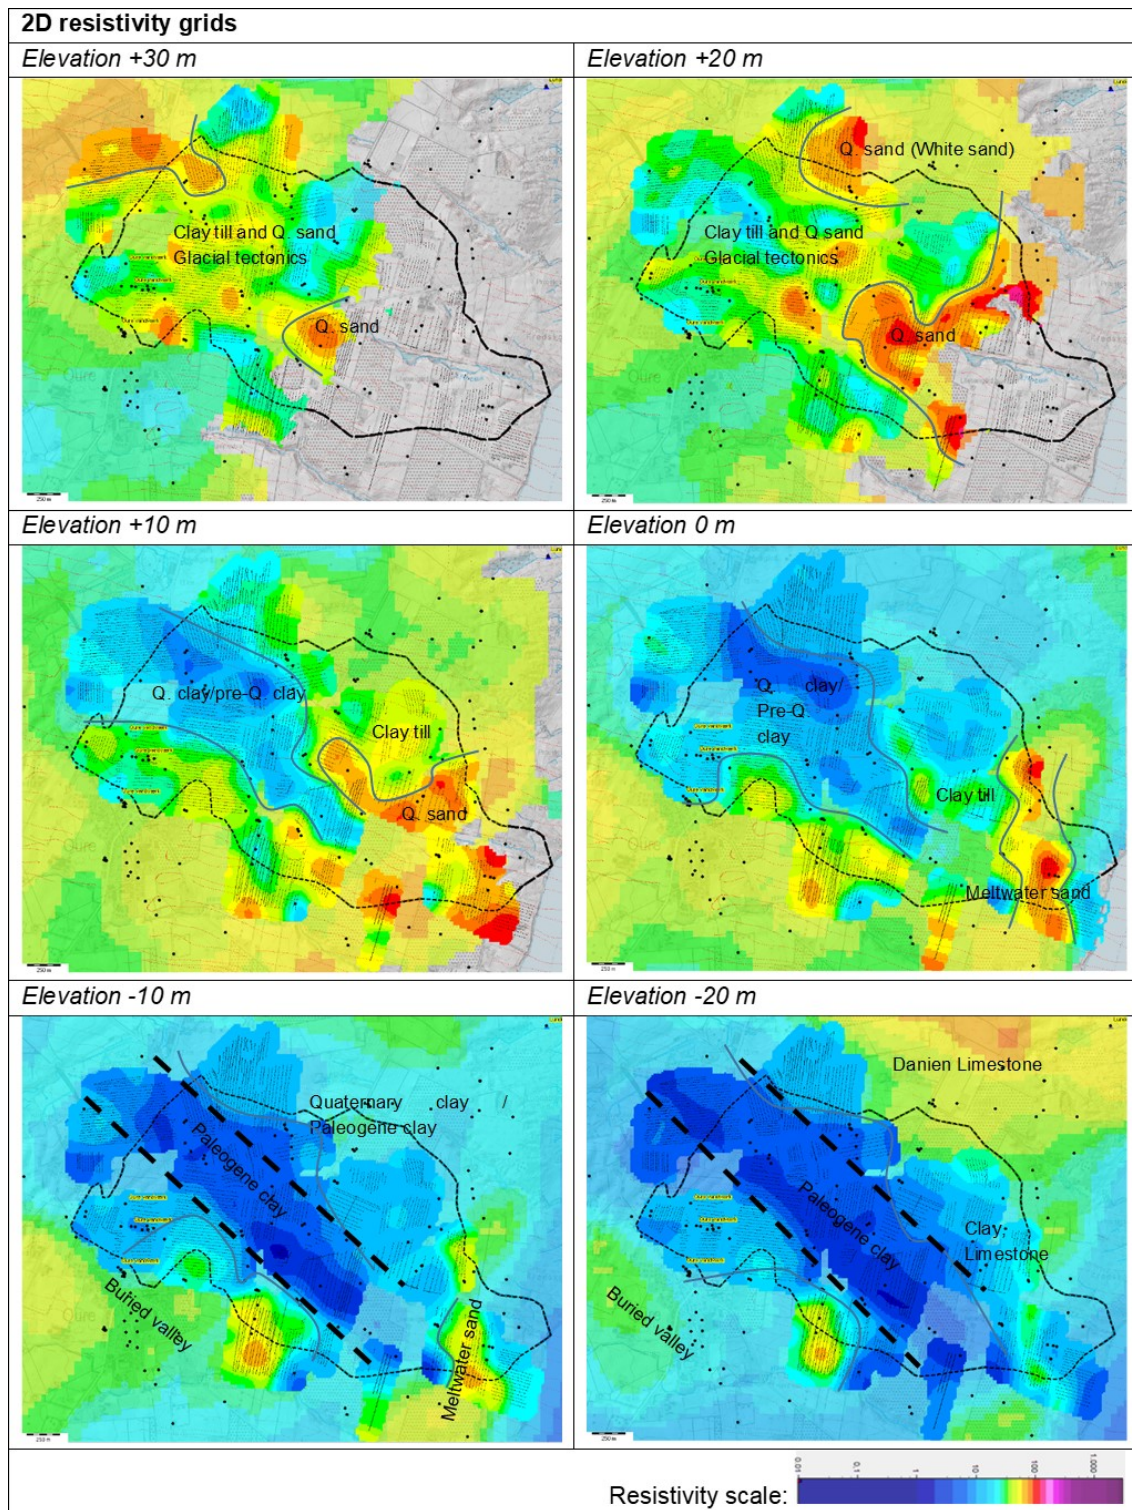 2D resistivity grids
Elevation +30 m
Elevation +20 m
Clay till and Q. sand
Glacial tectonics
Q. sand
Q. sand (White sand)
Clay till and Q sand
Glacial tectonics
Q. sand
Elevation +10 m
Elevation 0 m
Q. clay/pre-Q clay
Clay till
Q. sand
Q. clay/
Pre-Q
clay
Clay till
Meltwater sand
Elevation -10 m
Elevation -20 m
Quaternary clay /
Paleogene clay
Paleogene clay
Buried valley
Meltwater sand
Danien Limestone
Paleogene clay
Clay,
Limestone
Buried valley
Resistivity scale:
0.01 0.1 1 10 100 1.000